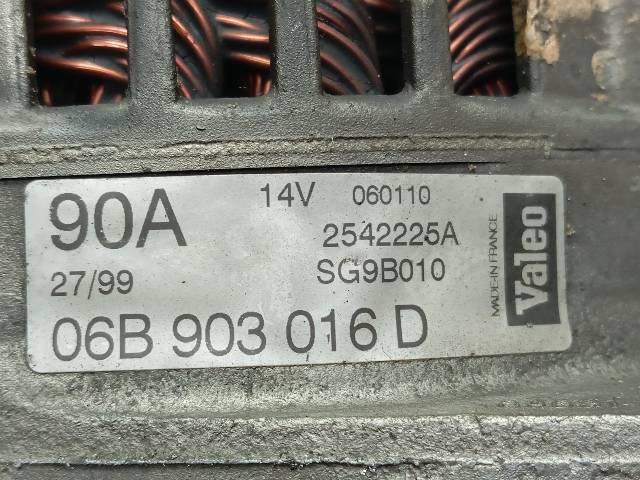 90A 14V 060110
2542225A
27/99 SG9B010
06B 903 016 D
MADE IN FRANCE
Valeo